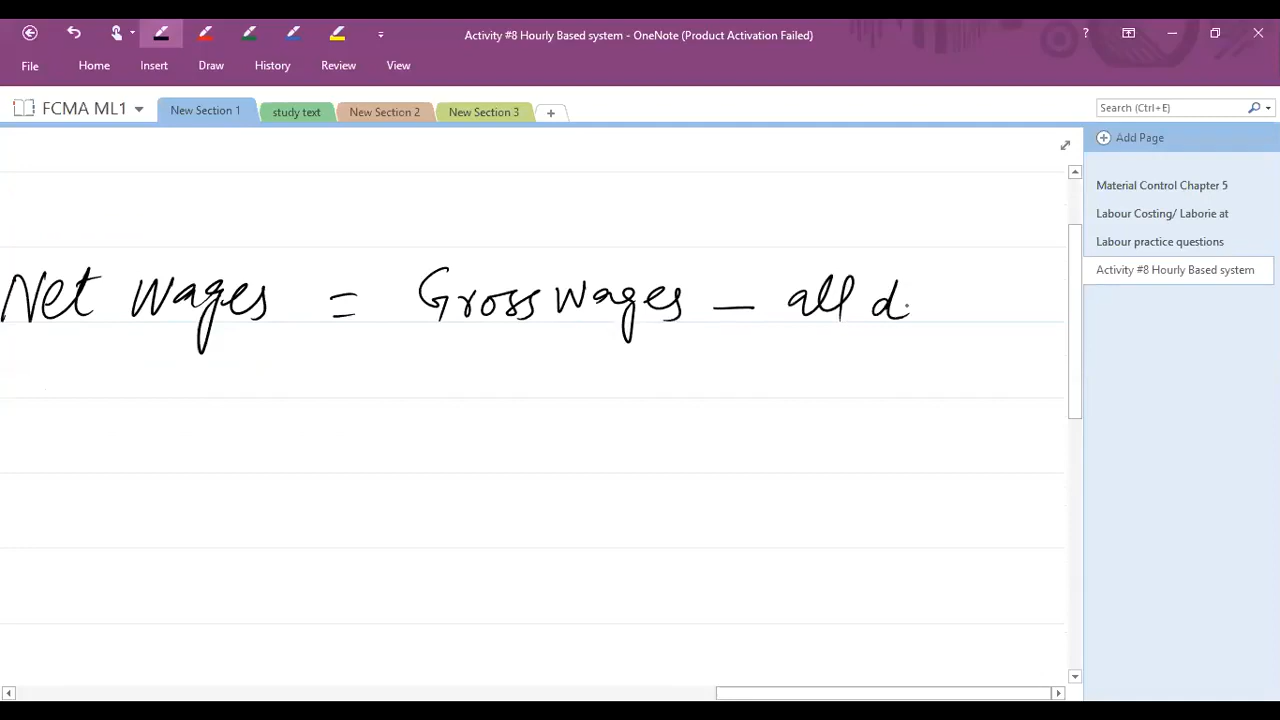 Activity #8 Hourly Based system - OneNote (Product Activation Failed)
?
File Home Insert Draw History Review View
FCMA ML1 New Section 1 study text New Section 2 New Section 3 +
Search (Ctrl+E)
Add Page
Material Control Chapter 5
Labour Costing/ Laborie at
Labour practice questions
Activity #8 Hourly Based system
Net Wages = Gross Wages - all d